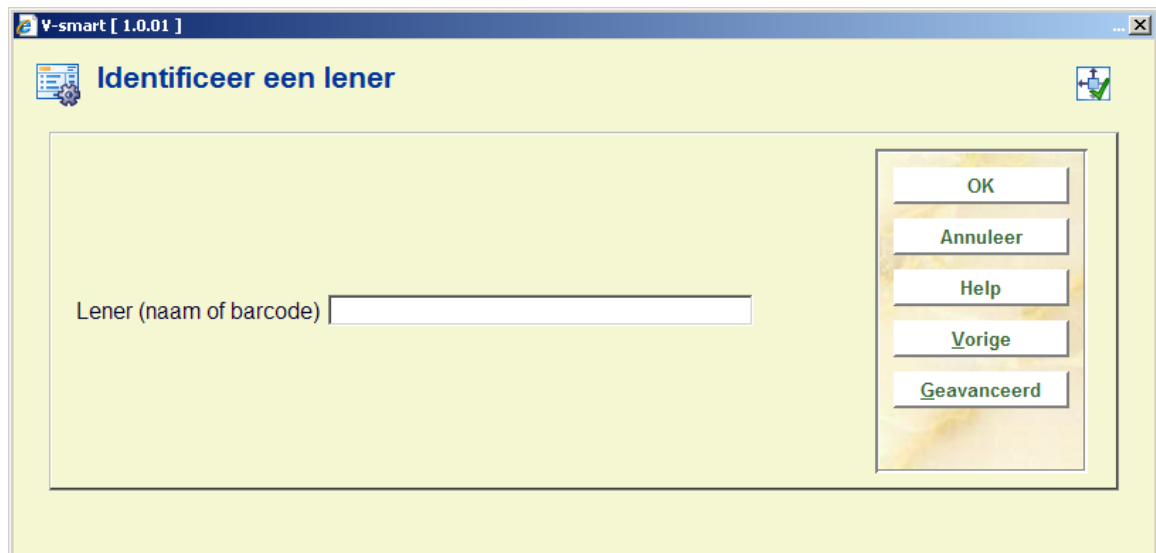 V-smart [ 1.0.01 ]
...
Identificeer een lener
OK
Annuleer
Help
Lener (naam of barcode)
Vorige
Geavanceerd